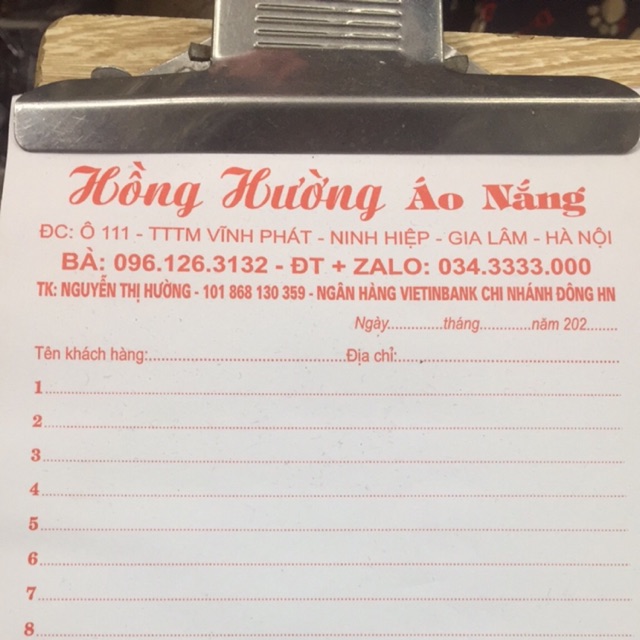 Hồng Hường Áo Nắng
ĐC: Ô 111 - TTTM VĨNH PHÁT - NINH HIỆP - GIA LÂM - HÀ NỘI
BÀ: 096.126.3132 - ĐT + ZALO: 034.3333.000
TK: NGUYỄN THỊ HƯỜNG - 101 868 130 359 - NGÂN HÀNG VIETINBANK CHI NHÁNH ĐÔNG HN
Ngày................tháng...............năm 202.........
Tên khách hàng:.......................................................Địa chỉ:...............................................................
1
2
3
4
5
6
7
8